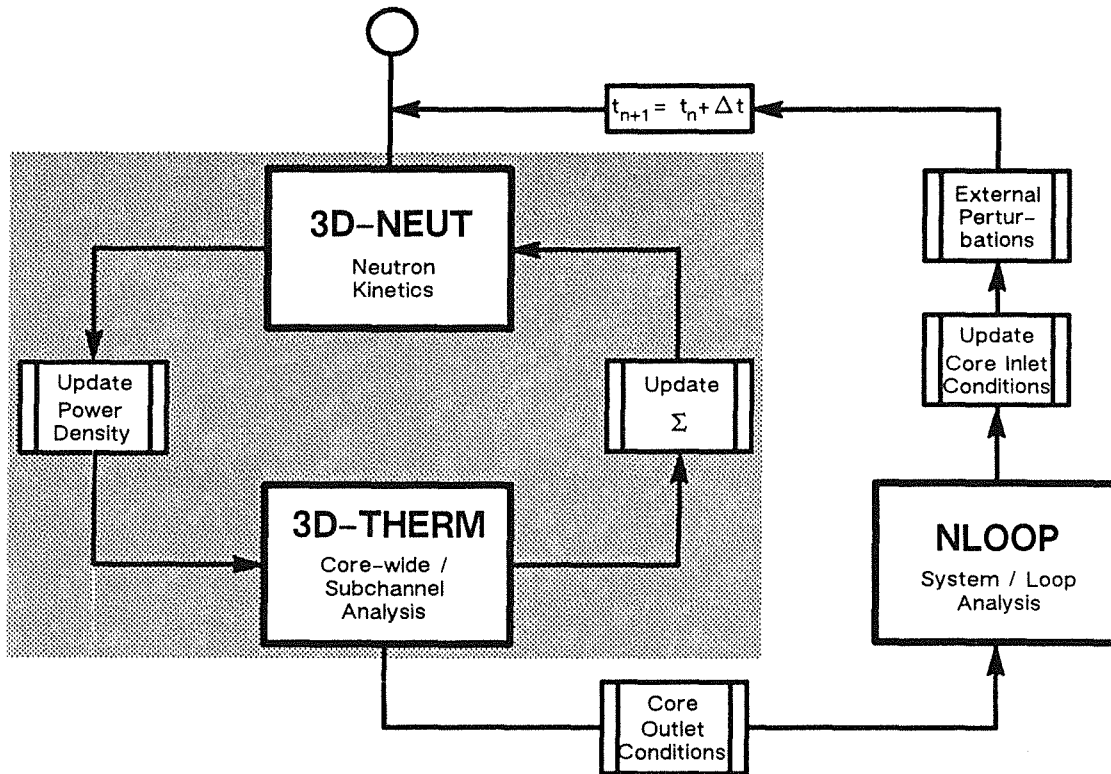 t_{n+1} = t_n + Δt
3D–NEUT
Neutron
Kinetics
External
Pertur–
bations
Update
Power
Density
Update
Σ
Update
Core Inlet
Conditions
3D–THERM
Core–wide /
Subchannel
Analysis
NLOOP
System / Loop
Analysis
Core
Outlet
Conditions